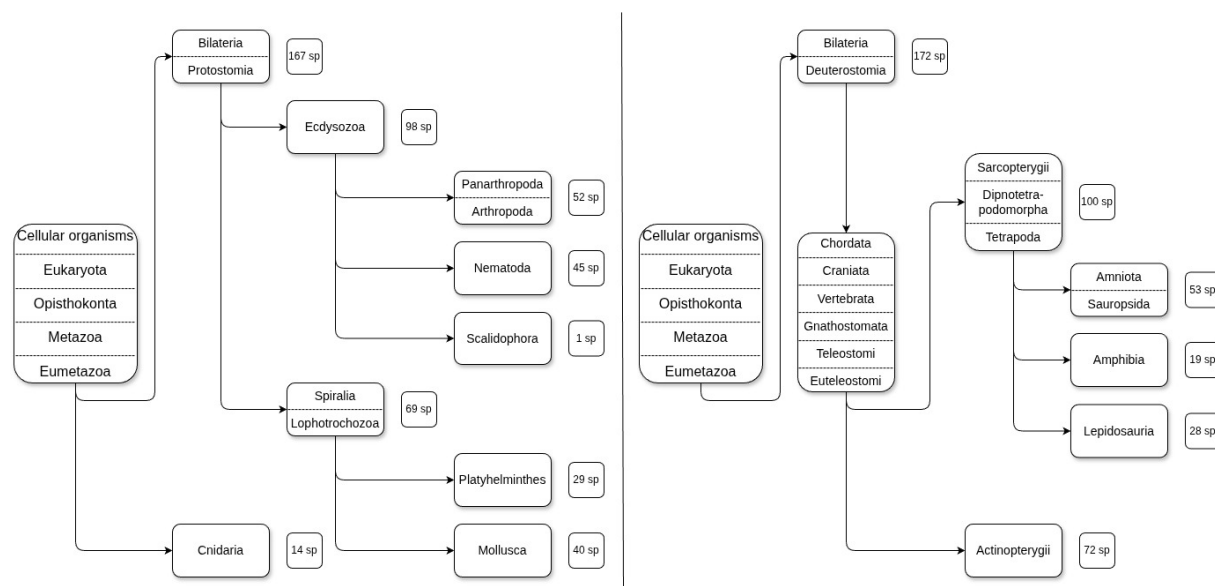 Bilateria
Protostomia
167 sp
Ecdysozoa
98 sp
Panarthropoda
Arthropoda
52 sp
Cellular organisms
Eukaryota
Opisthokonta
Metazoa
Eumetazoa
Nematoda
45 sp
Scalidophora
1 sp
Spiralia
Lophotrochozoa
69 sp
Platyhelminthes
29 sp
Cnidaria
14 sp
Mollusca
40 sp
Bilateria
Deuterostomia
172 sp
Sarcopterygii
Dipnotetra-
podomorpha
Tetrapoda
100 sp
Cellular organisms
Eukaryota
Opisthokonta
Metazoa
Eumetazoa
Chordata
Craniata
Vertebrata
Gnathostomata
Teleostomi
Euteleostomi
Amniota
Sauropsida
53 sp
Amphibia
19 sp
Lepidosauria
28 sp
Actinopterygii
72 sp